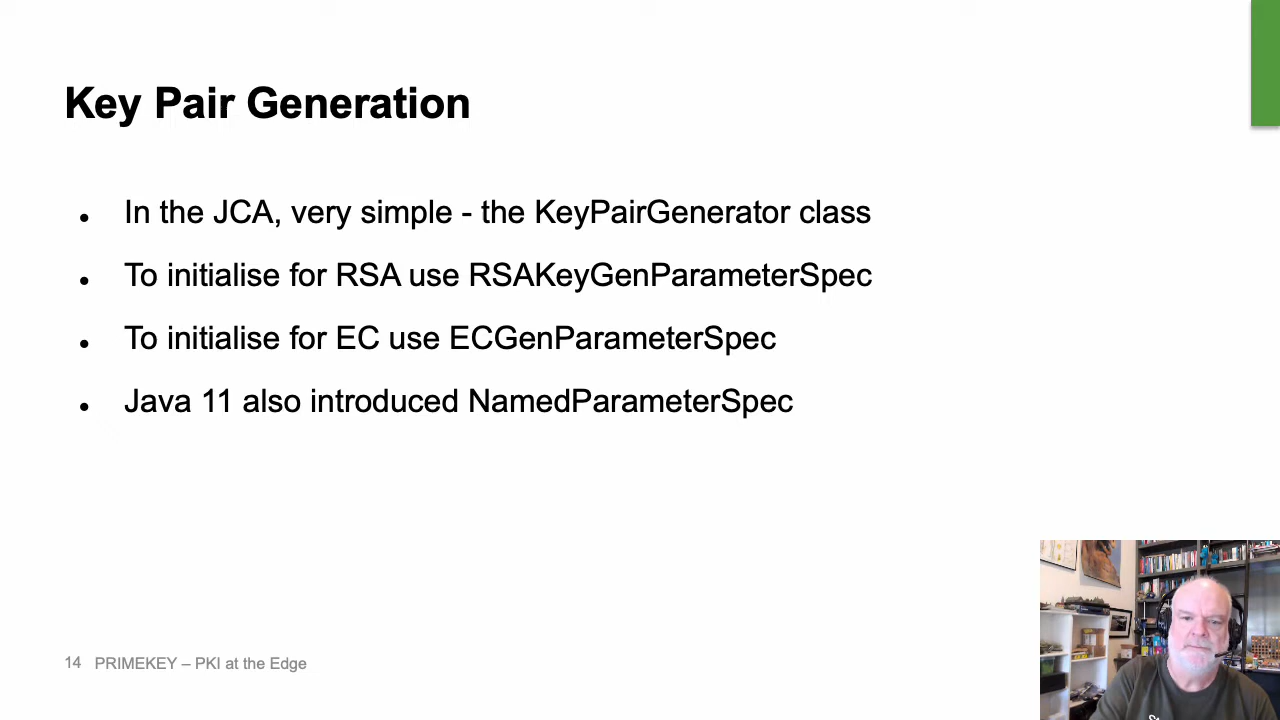 Key Pair Generation
● In the JCA, very simple - the KeyPairGenerator class
● To initialise for RSA use RSAKeyGenParameterSpec
● To initialise for EC use ECGenParameterSpec
● Java 11 also introduced NamedParameterSpec
14 PRIMEKEY – PKI at the Edge